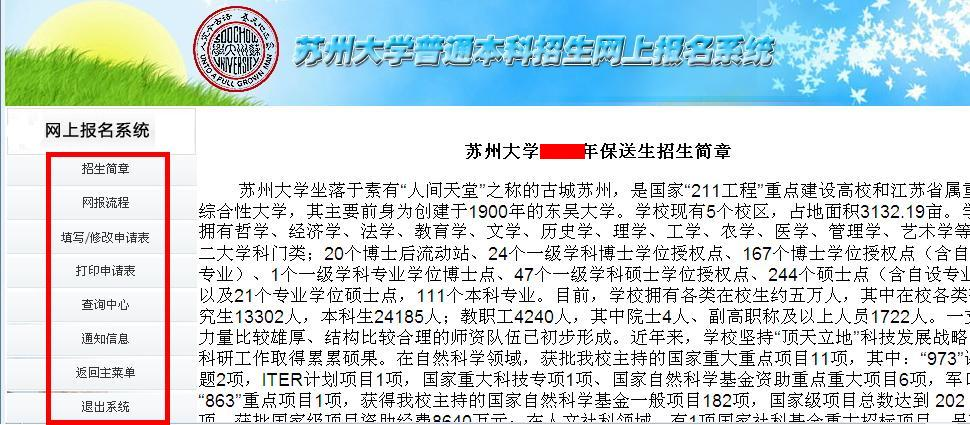 SOOCHOW
UNIVERSITY
UNTO A FULL GROWN MAN
苏州大学普通本科招生网上报名系统
网上报名系统
招生简章
网报流程
填写/修改申请表
打印申请表
查询中心
通知信息
返回主菜单
退出系统
苏州大学 年保送生招生简章
苏州大学坐落于素有“人间天堂”之称的古城苏州，是国家“211工程”重点建设高校和江苏省属重
综合性大学，其主要前身为创建于1900年的东吴大学。学校现有5个校区，占地面积3132.19亩。学
拥有哲学、经济学、法学、教育学、文学、历史学、理学、工学、农学、医学、管理学、艺术学等
二大学科门类；20个博士后流动站、24个一级学科博士学位授权点、167个博士学位授权点（含自
专业）、1个一级学科专业学位博士点、47个一级学科硕士学位授权点、244个硕士点（含自设专业
以及21个专业学位硕士点，111个本科专业。目前，学校拥有各类在校生约五万人，其中在校各类
究生13302人，本科生24185人；教职工4240人，其中院士4人、副高职称及以上人员1722人。一支
力量比较雄厚、结构比较合理的师资队伍已初步形成。近年来，学校坚持“顶天立地”科技发展战略
科研工作取得累累硕果。在自然科学领域，获批我校主持的国家重大重点项目11项，其中：“973”课
题2项，ITER计划项目1项，国家重大科技专项1项、国家自然科学基金资助重点重大项目6项，军口
“863”重点项目1项，获得我校主持的国家自然科学基金一般项目182项，国家级项目总数达到 202
项，获批国家级项目资助经费8640万元。在人文社科领域，有1项国家社科基金重大招标项目，